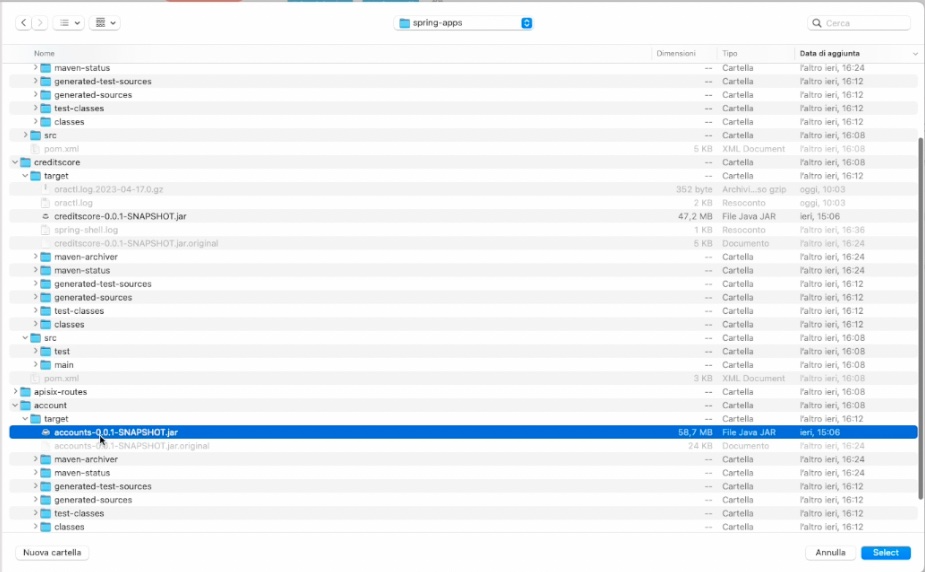 spring-apps
Cerca
Nome Dimensioni Tipo Data di aggiunta
maven-status -- Cartella l'altro ieri, 16:24
generated-test-sources -- Cartella l'altro ieri, 16:12
generated-sources -- Cartella l'altro ieri, 16:12
test-classes -- Cartella l'altro ieri, 16:12
classes -- Cartella l'altro ieri, 16:12
src -- Cartella l'altro ieri, 16:08
pom.xml 5 KB XML Document l'altro ieri, 16:08
creditscore -- Cartella l'altro ieri, 16:08
target -- Cartella l'altro ieri, 16:12
oractl.log.2023-04-17.0.gz 352 byte Archivi...so gzip oggi, 10:03
oractl.log 2 KB Resoconto oggi, 10:03
creditscore-0.0.1-SNAPSHOT.jar 47,2 MB File Java JAR ieri, 15:06
spring-shell.log 1 KB Resoconto l'altro ieri, 16:36
creditscore-0.0.1-SNAPSHOT.jar.original 5 KB Documento l'altro ieri, 16:24
maven-archiver -- Cartella l'altro ieri, 16:24
maven-status -- Cartella l'altro ieri, 16:24
generated-test-sources -- Cartella l'altro ieri, 16:12
generated-sources -- Cartella l'altro ieri, 16:12
test-classes -- Cartella l'altro ieri, 16:12
classes -- Cartella l'altro ieri, 16:12
src -- Cartella l'altro ieri, 16:08
test -- Cartella l'altro ieri, 16:08
main -- Cartella l'altro ieri, 16:08
pom.xml 3 KB XML Document l'altro ieri, 16:08
apisix-routes -- Cartella l'altro ieri, 16:08
account -- Cartella l'altro ieri, 16:08
target -- Cartella l'altro ieri, 16:12
accounts-0.0.1-SNAPSHOT.jar 58,7 MB File Java JAR ieri, 15:06
accounts-0.0.1-SNAPSHOT.jar.original 24 KB Documento l'altro ieri, 16:24
maven-archiver -- Cartella l'altro ieri, 16:24
maven-status -- Cartella l'altro ieri, 16:24
generated-test-sources -- Cartella l'altro ieri, 16:12
generated-sources -- Cartella l'altro ieri, 16:12
test-classes -- Cartella l'altro ieri, 16:12
classes -- Cartella l'altro ieri, 16:12
Nuova cartella Annulla Select